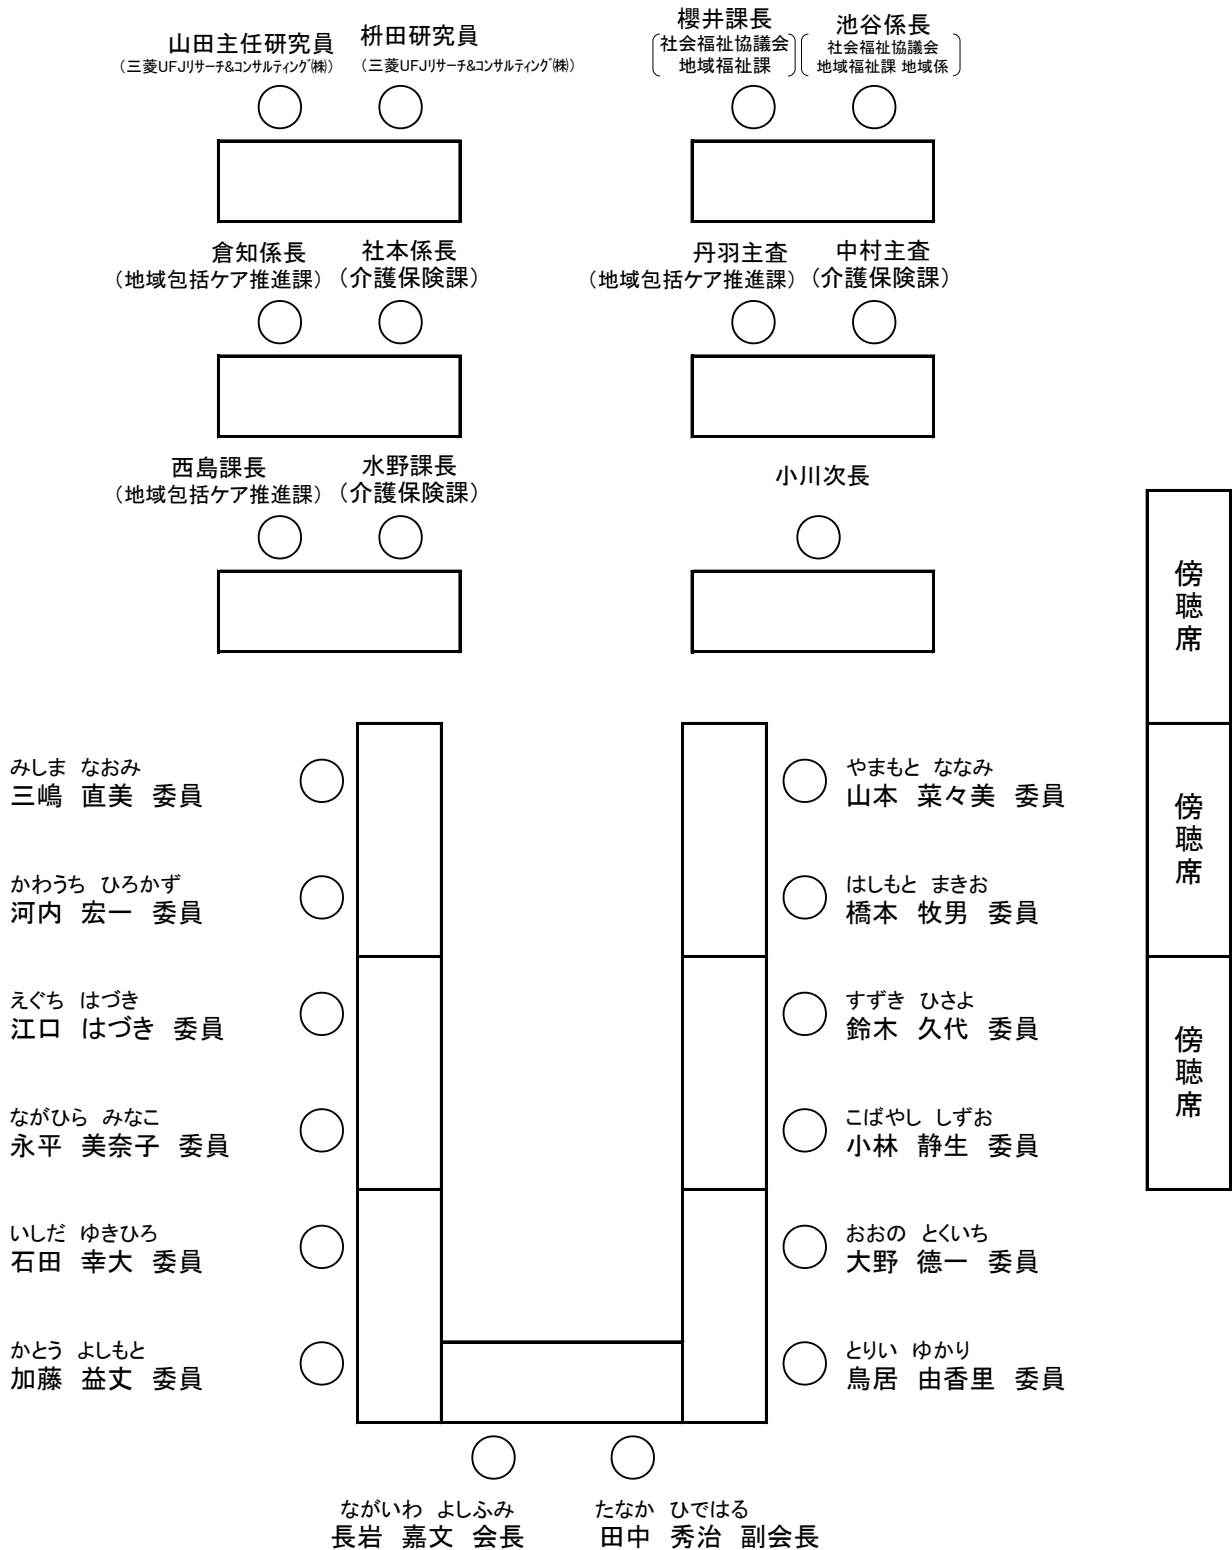 山田主任研究員
（三菱UFJﾘｻｰﾁ&ｺﾝｻﾙﾃｨﾝｸﾞ㈱）
枡田研究員
（三菱UFJﾘｻｰﾁ&ｺﾝｻﾙﾃｨﾝｸﾞ㈱）
櫻井課長
社会福祉協議会
地域福祉課
池谷係長
社会福祉協議会
地域福祉課 地域係
倉知係長
（地域包括ケア推進課）
社本係長
（介護保険課）
丹羽主査
（地域包括ケア推進課）
中村主査
（介護保険課）
西島課長
（地域包括ケア推進課）
水野課長
（介護保険課）
小川次長
傍聴席
傍聴席
傍聴席
みしま なおみ
三嶋 直美 委員
かわうち ひろかず
河内 宏一 委員
えぐち はづき
江口 はづき 委員
ながひら みなこ
永平 美奈子 委員
いしだ ゆきひろ
石田 幸大 委員
かとう よしもと
加藤 益丈 委員
やまもと ななみ
山本 菜々美 委員
はしもと まきお
橋本 牧男 委員
すずき ひさよ
鈴木 久代 委員
こばやし しずお
小林 静生 委員
おおの とくいち
大野 德一 委員
とりい ゆかり
鳥居 由香里 委員
ながいわ よしふみ
長岩 嘉文 会長
たなか ひではる
田中 秀治 副会長